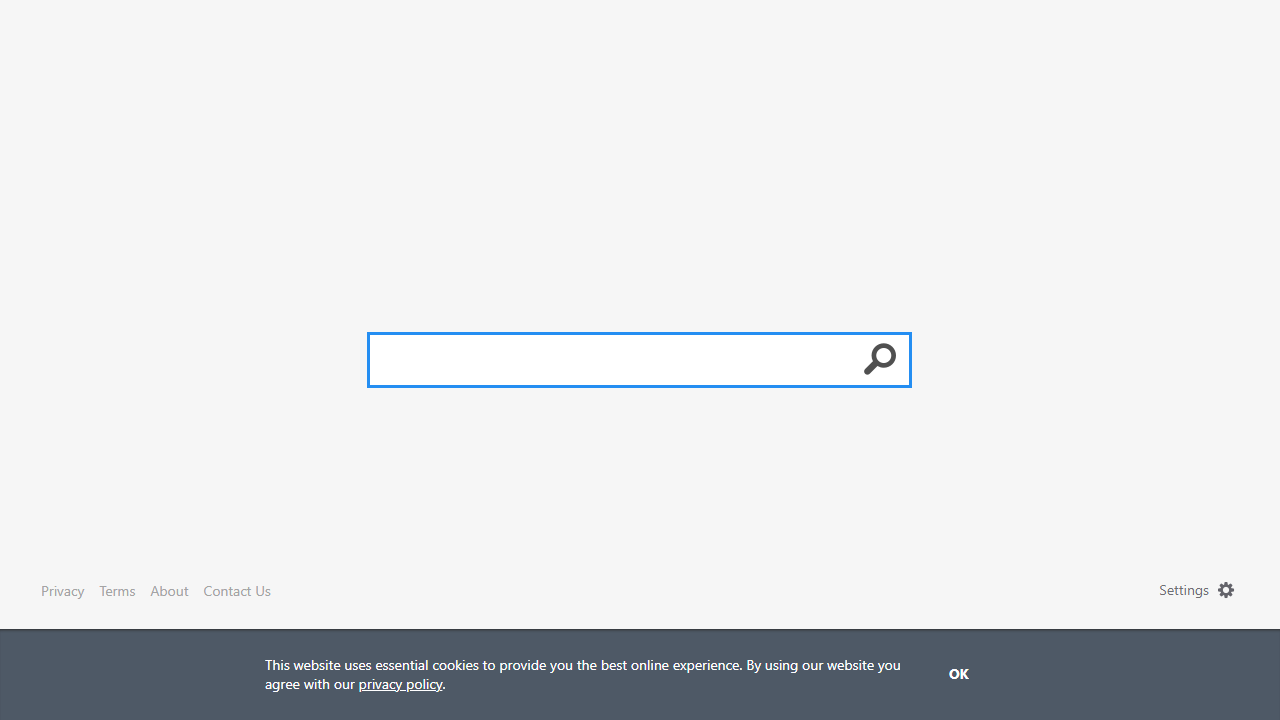 Privacy Terms About Contact Us Settings
This website uses essential cookies to provide you the best online experience. By using our website you
agree with our privacy policy.
OK